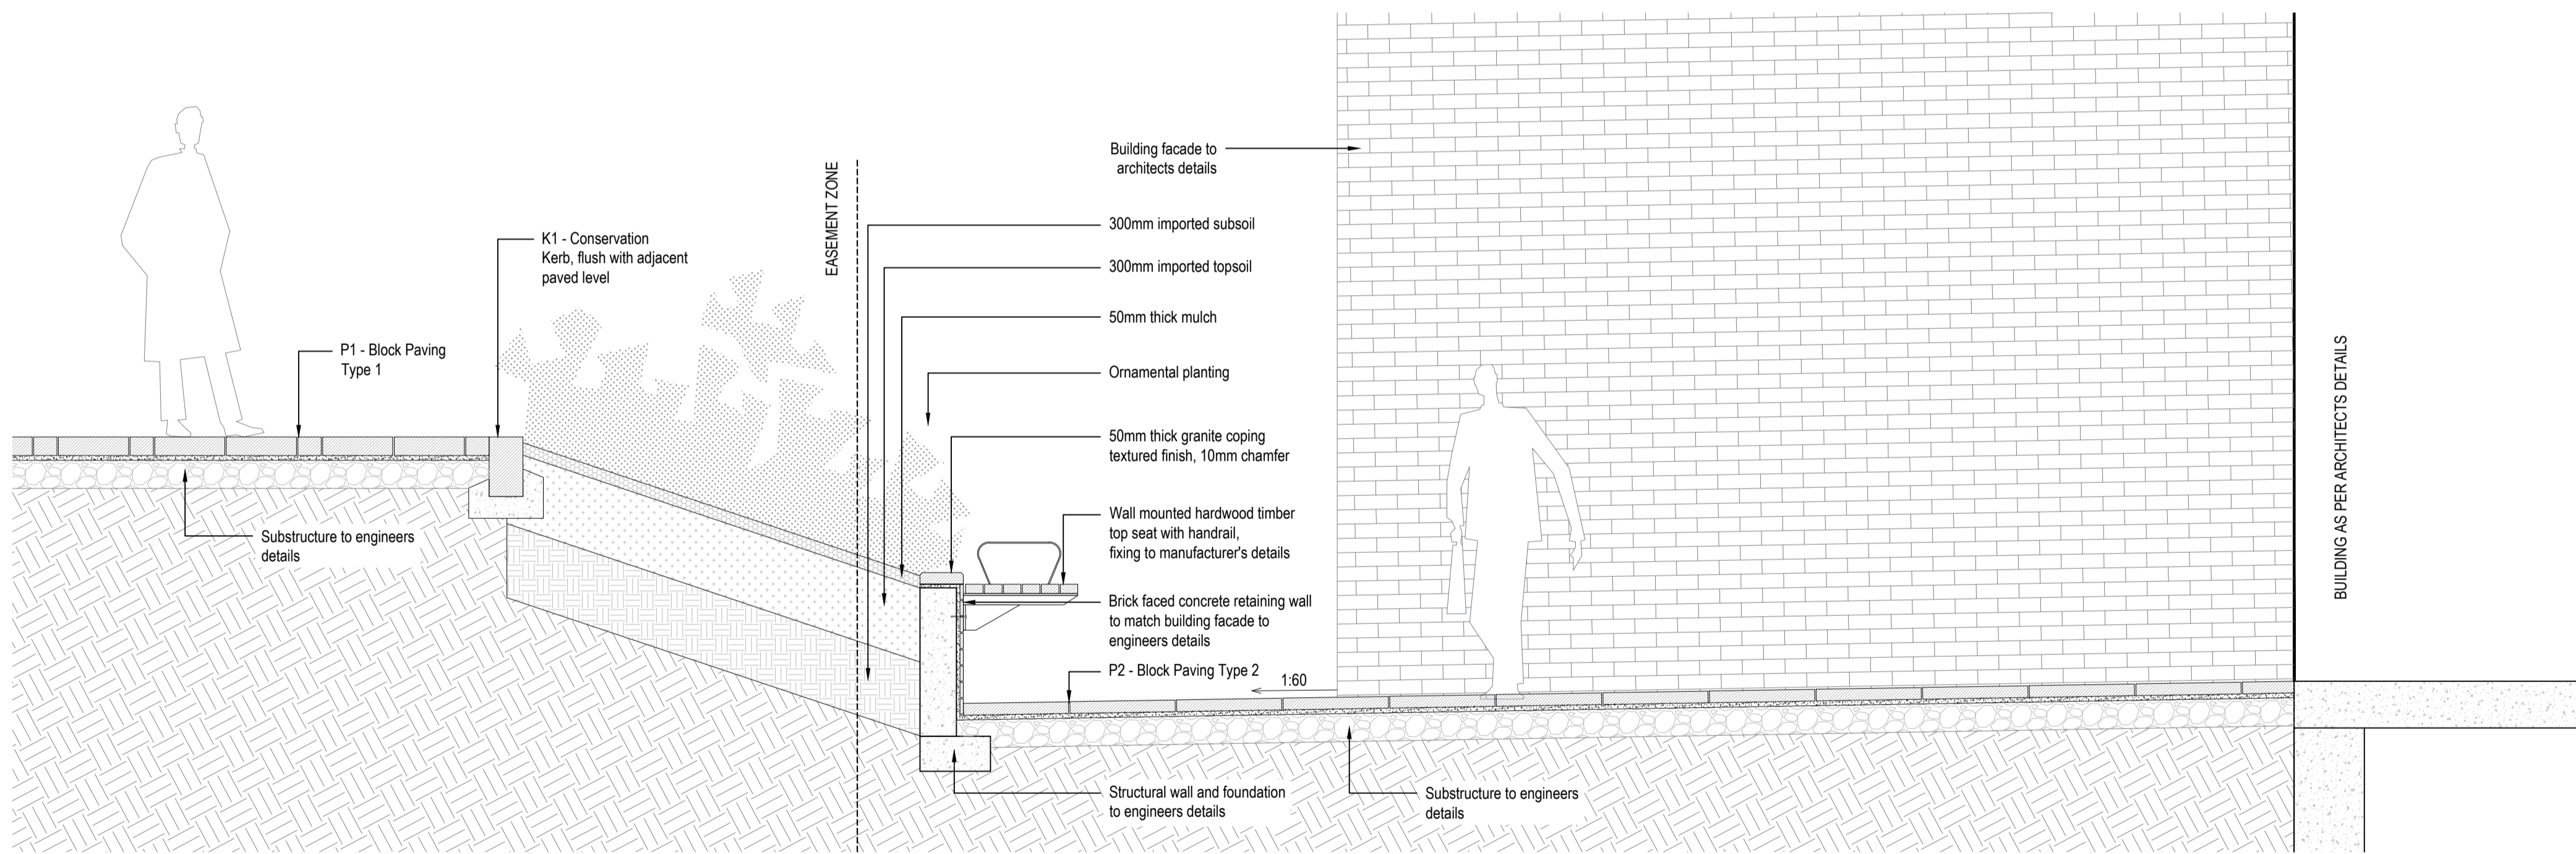 P1 - Block Paving
Type 1
Substructure to engineers
details
K1 - Conservation
Kerb, flush with adjacent
paved level
EASEMENT ZONE
Building facade to
architects details
300mm imported subsoil
300mm imported topsoil
50mm thick mulch
Ornamental planting
50mm thick granite coping
textured finish, 10mm chamfer
Wall mounted hardwood timber
top seat with handrail,
fixing to manufacturer's details
Brick faced concrete retaining wall
to match building facade to
engineers details
P2 - Block Paving Type 2
1:60
Structural wall and foundation
to engineers details
Substructure to engineers
details
BUILDING AS PER ARCHITECTS DETAILS